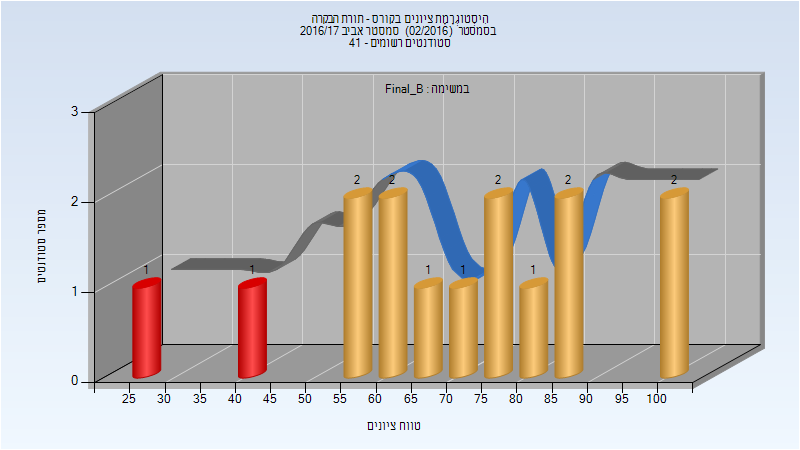 היסטוגרמת ציונים בקורס - תורת הבקרה
בסמסטר (02/2016) סמסטר אביב 2016/17
סטודנטים רשומים - 41
במשימה : Final_B
מספר סטודנטים
3
2
1
0
1 1 2 2 1 1 2 1 2 2
25 30 35 40 45 50 55 60 65 70 75 80 85 90 95 100
טווח ציונים